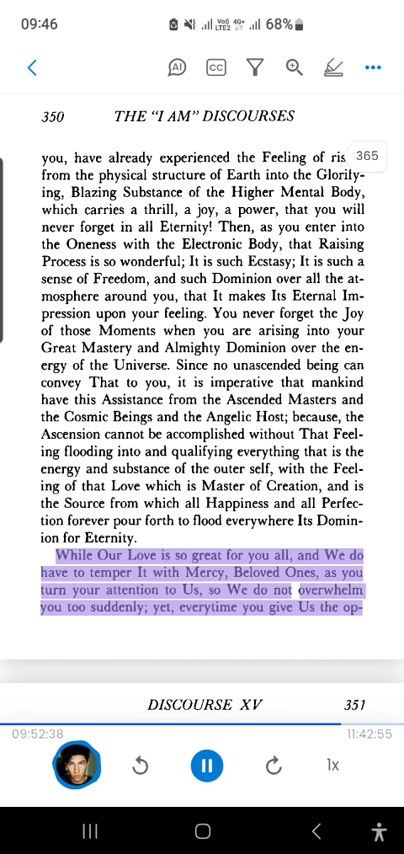 09:46
Vo) 4G+
LTE2
68%
AI
CC
350 THE “I AM” DISCOURSES
365
you, have already experienced the Feeling of ris
from the physical structure of Earth into the Glorify-
ing, Blazing Substance of the Higher Mental Body,
which carries a thrill, a joy, a power, that you will
never forget in all Eternity! Then, as you enter into
the Oneness with the Electronic Body, that Raising
Process is so wonderful; It is such Ecstasy; It is such a
sense of Freedom, and such Dominion over all the at-
mosphere around you, that It makes Its Eternal Im-
pression upon your feeling. You never forget the Joy
of those Moments when you are arising into your
Great Mastery and Almighty Dominion over the en-
ergy of the Universe. Since no unascended being can
convey That to you, it is imperative that mankind
have this Assistance from the Ascended Masters and
the Cosmic Beings and the Angelic Host; because, the
Ascension cannot be accomplished without That Feel-
ing flooding into and qualifying everything that is the
energy and substance of the outer self, with the Feel-
ing of that Love which is Master of Creation, and is
the Source from which all Happiness and all Perfec-
tion forever pour forth to flood everywhere Its Domin-
ion for Eternity.
While Our Love is so great for you all, and We do
have to temper It with Mercy, Beloved Ones, as you
turn your attention to Us, so We do not overwhelm
you too suddenly; yet, everytime you give Us the op-
DISCOURSE XV 351
09:52:38 11:42:55
1x